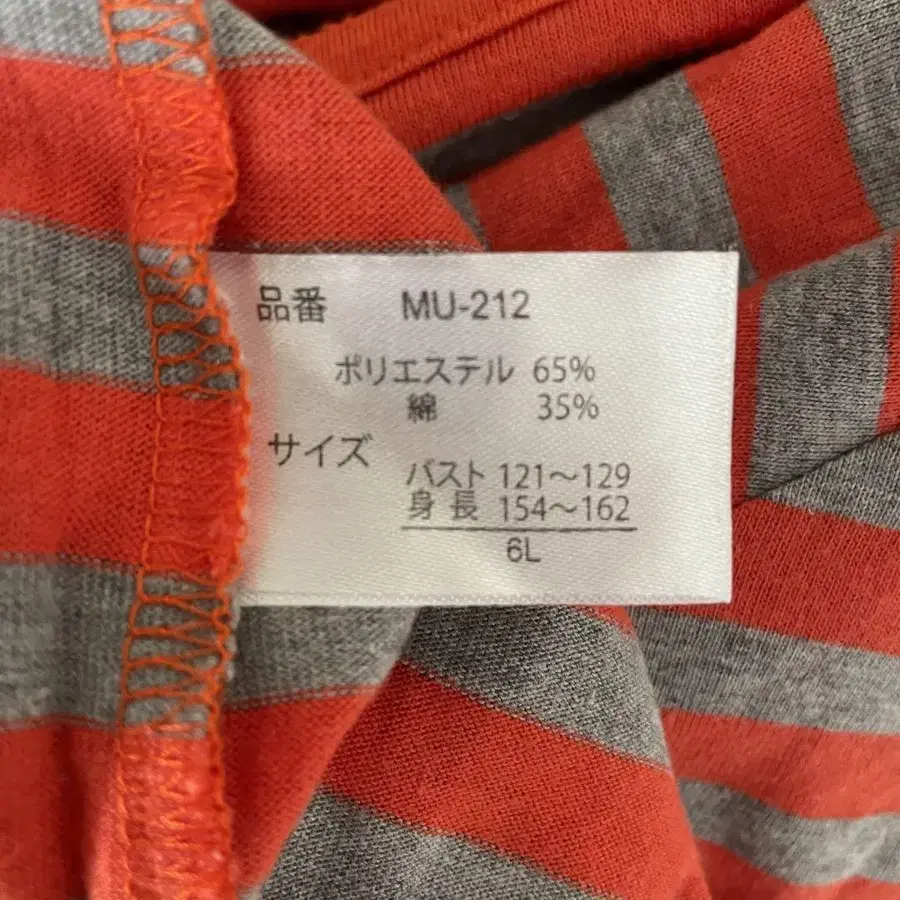 品番 MU-212
ポリエステル 65%
綿 35%
サイズ
バスト 121～129
身長 154～162
6L